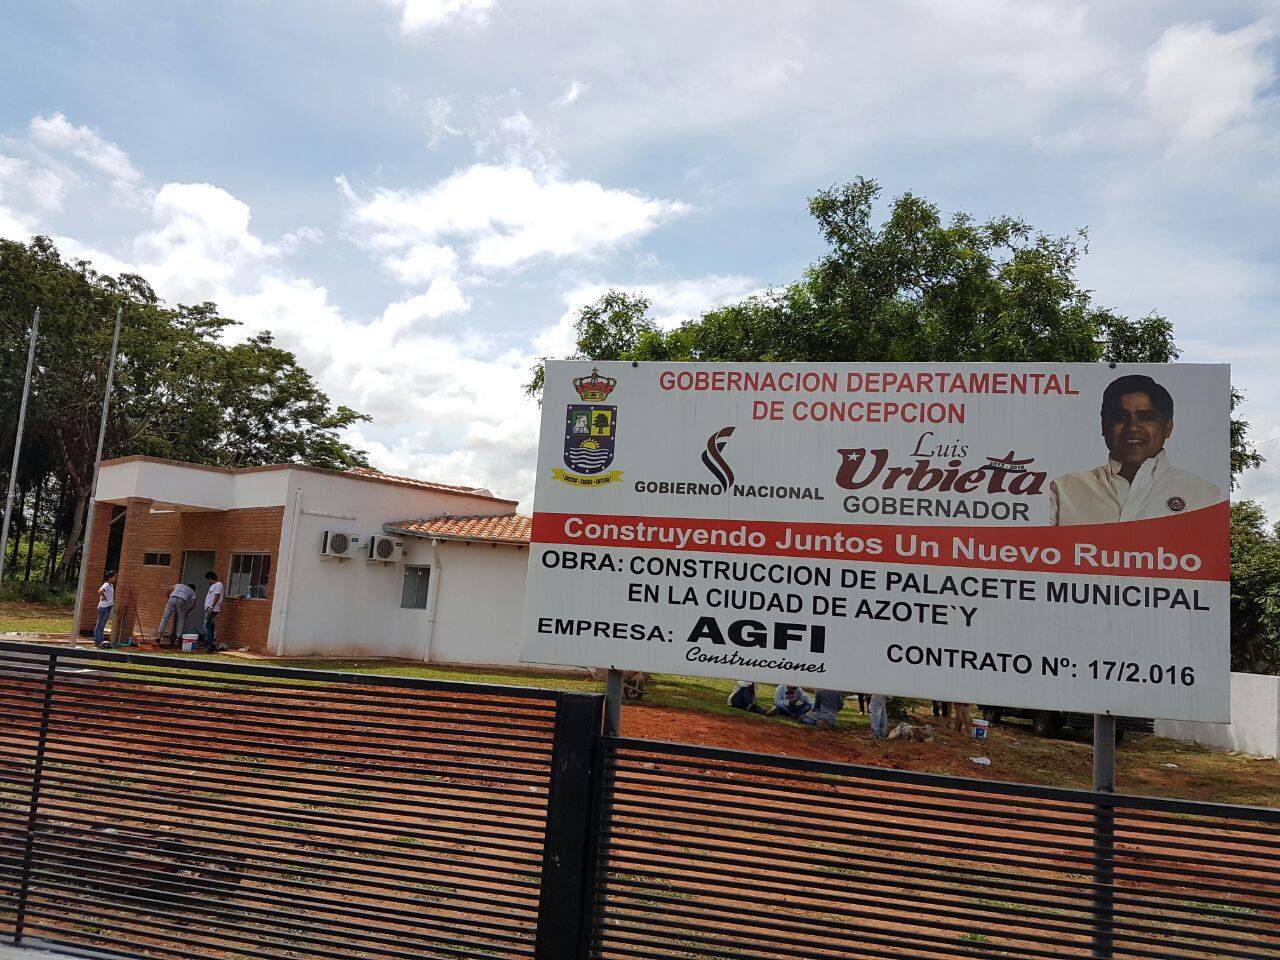 GOBERNACION DEPARTAMENTAL
DE CONCEPCION
GOBIERNO NACIONAL
Luis
Urbieta
2013 - 2018
GOBERNADOR
Construyendo Juntos Un Nuevo Rumbo
OBRA: CONSTRUCCION DE PALACETE MUNICIPAL
EN LA CIUDAD DE AZOTE`Y
EMPRESA: AGFI
Construcciones
CONTRATO Nº: 17/2.016